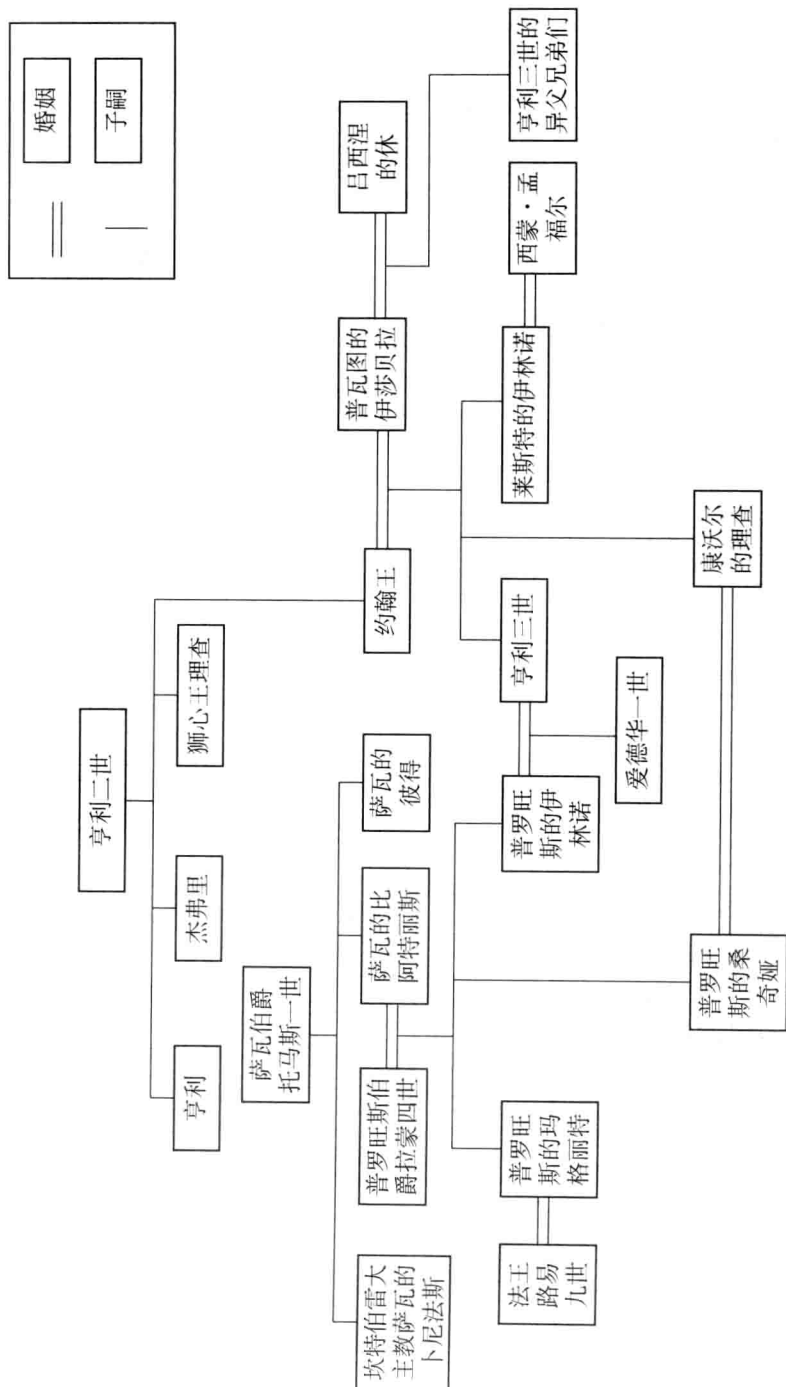 婚姻
子嗣
亨利二世
亨利
杰弗里
狮心王理查
约翰王
普瓦图的
伊莎贝拉
吕西涅
的休
萨瓦伯爵
托马斯一世
坎特伯雷大
主教萨瓦的
卜尼法斯
普罗旺斯伯
爵拉蒙四世
萨瓦的比
阿特丽斯
萨瓦的
彼得
法王
路易
九世
普罗旺
斯的玛
格丽特
普罗旺
斯的伊
林诺
亨利三世
莱斯特的伊林诺
西蒙·孟
福尔
亨利三世的
异父兄弟们
爱德华一世
普罗旺
斯的桑
奇娅
康沃尔
的理查